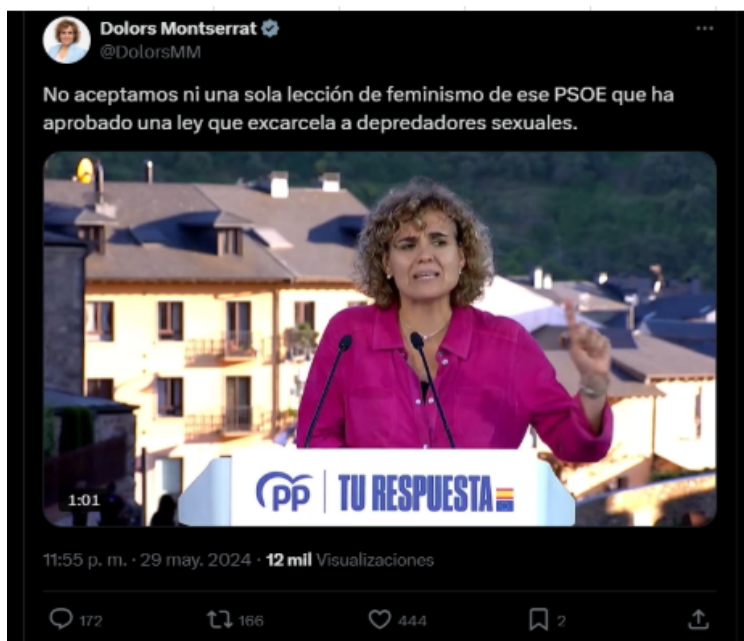 Dolors Montserrat
@DolorsMM
No aceptamos ni una sola lección de feminismo de ese PSOE que ha
aprobado una ley que excarcela a depredadores sexuales.
PP TU RESPUESTA
1:01
11:55 p. m. · 29 may. 2024 · 12 mil Visualizaciones
172 166 444 2